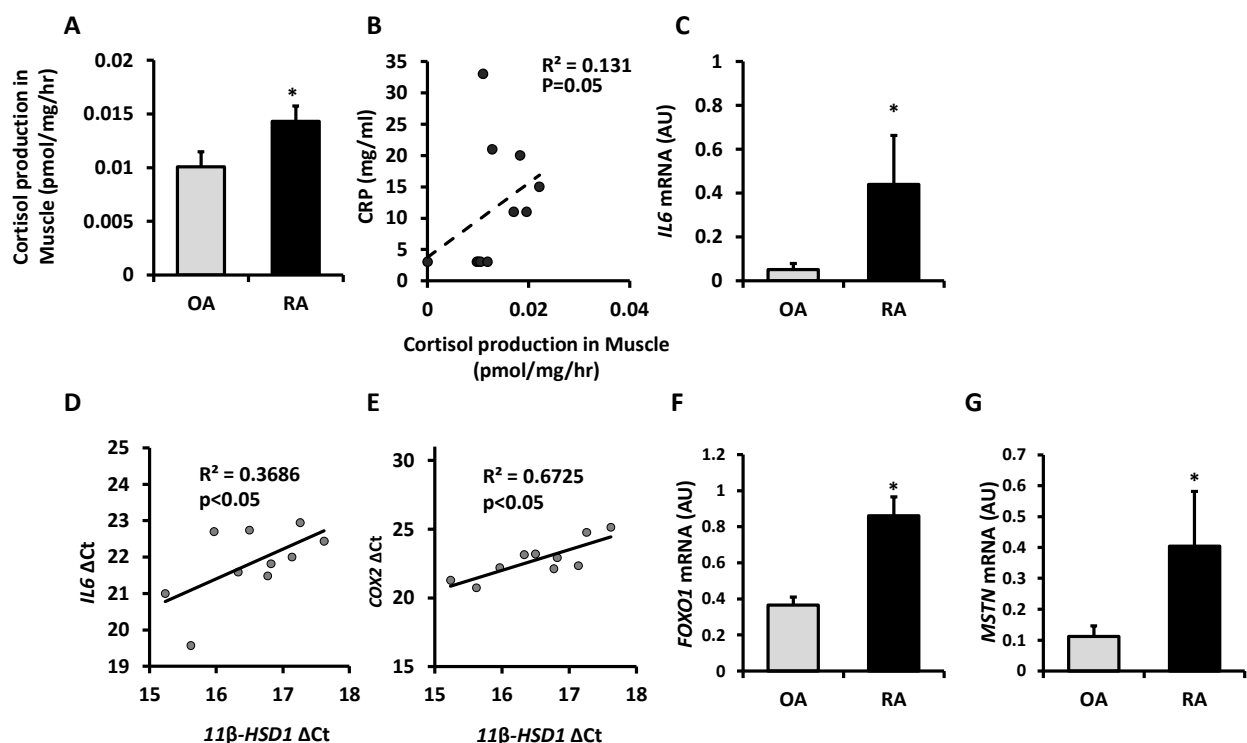 A
Cortisol production in
Muscle (pmol/mg/hr)
0.02
0.015
0.01
0.005
0
*
OA
RA
B
CRP (mg/ml)
35
30
25
20
15
10
5
0
R² = 0.131
P=0.05
0
0.02
0.04
Cortisol production in Muscle
(pmol/mg/hr)
C
IL6 mRNA (AU)
1
0.8
0.6
0.4
0.2
0
*
OA
RA
D
IL6 ΔCt
25
24
23
22
21
20
19
R² = 0.3686
p<0.05
15
16
17
18
11β-HSD1 ΔCt
E
COX2 ΔCt
30
25
20
15
R² = 0.6725
p<0.05
15
16
17
18
11β-HSD1 ΔCt
F
FOXO1 mRNA (AU)
1.2
1
0.8
0.6
0.4
0.2
0
*
OA
RA
G
MSTN mRNA (AU)
0.7
0.6
0.5
0.4
0.3
0.2
0.1
0
*
OA
RA